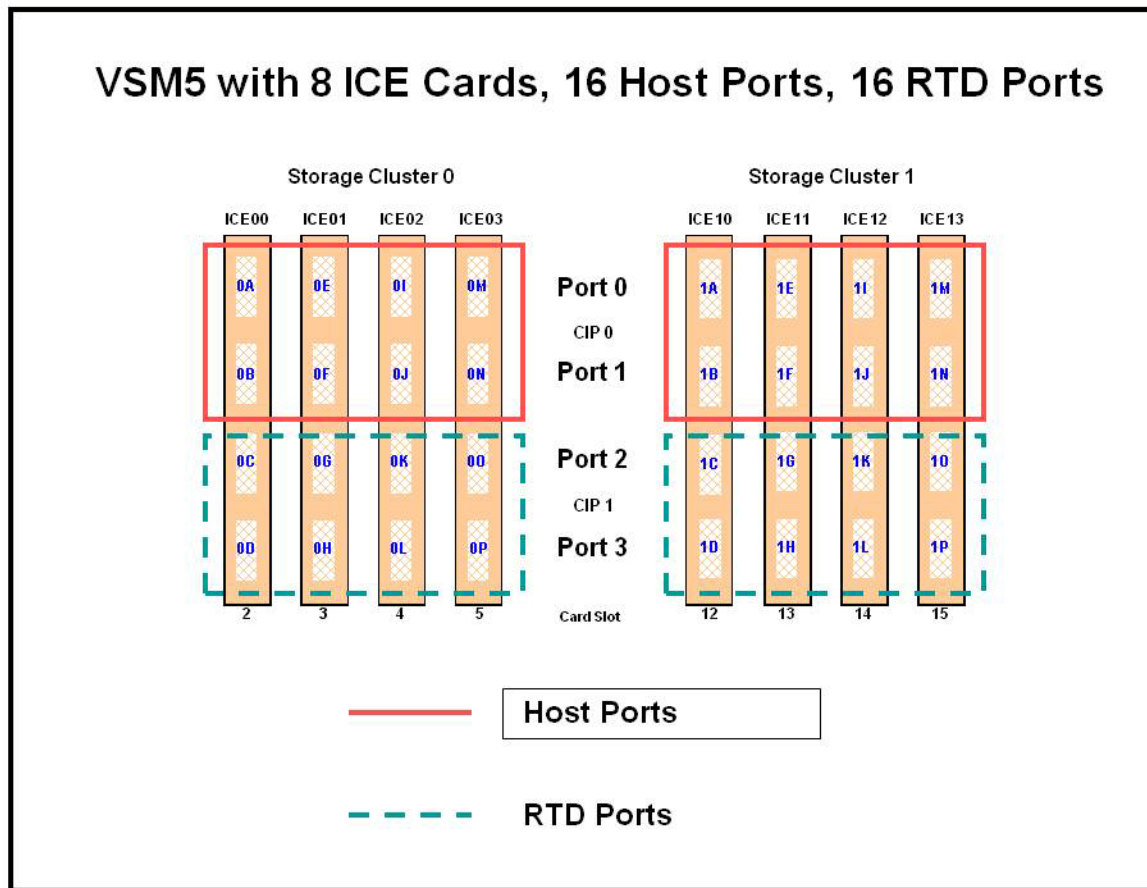 VSM5 with 8 ICE Cards, 16 Host Ports, 16 RTD Ports
Storage Cluster 0 Storage Cluster 1
ICE00 ICE01 ICE02 ICE03 ICE10 ICE11 ICE12 ICE13
0A 0E 0I 0M Port 0 1A 1E 1I 1M
CIP 0
0B 0F 0J 0N Port 1 1B 1F 1J 1N
0C 0G 0K 0O Port 2 1C 1G 1K 1O
CIP 1
0D 0H 0L 0P Port 3 1D 1H 1L 1P
2 3 4 5 Card Slot 12 13 14 15
Host Ports
RTD Ports